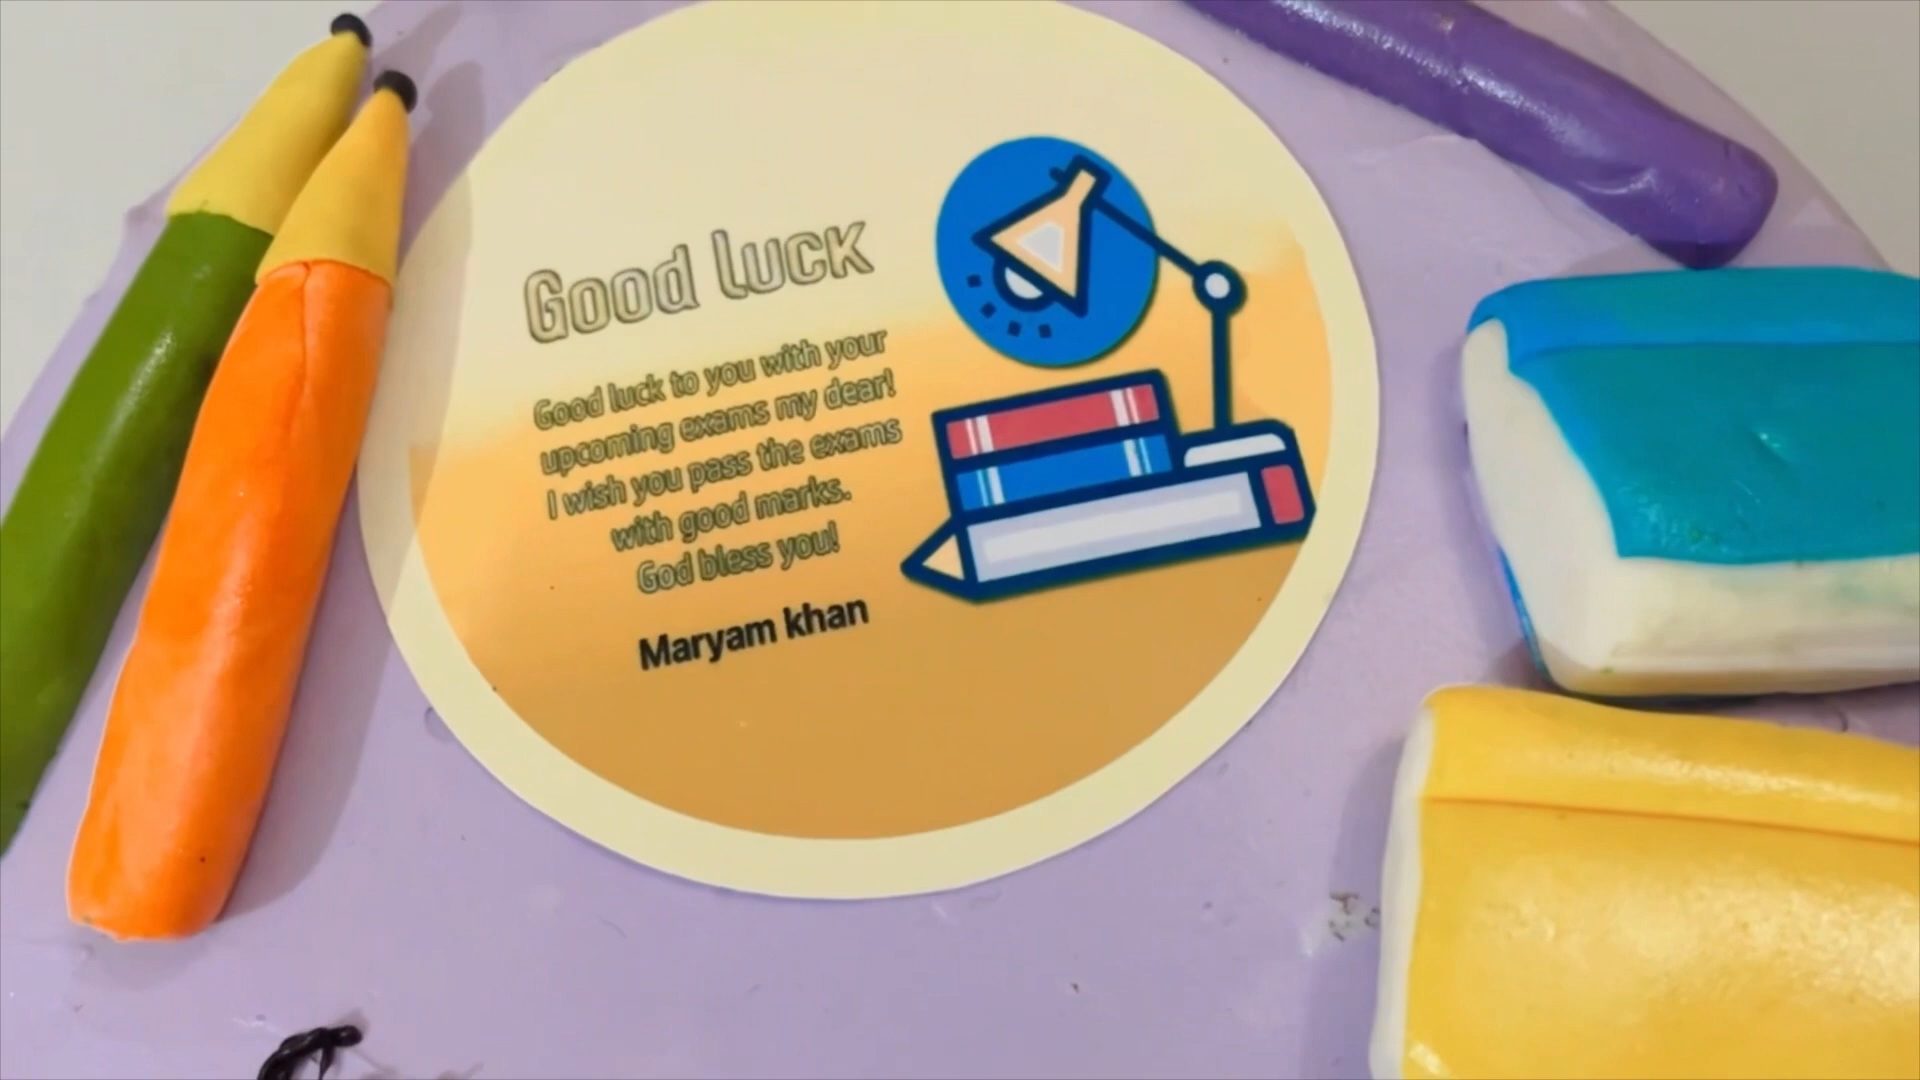 Good luck
Good luck to you with your
upcoming exams my dear!
I wish you pass the exams
with good marks.
God bless you!
Maryam khan